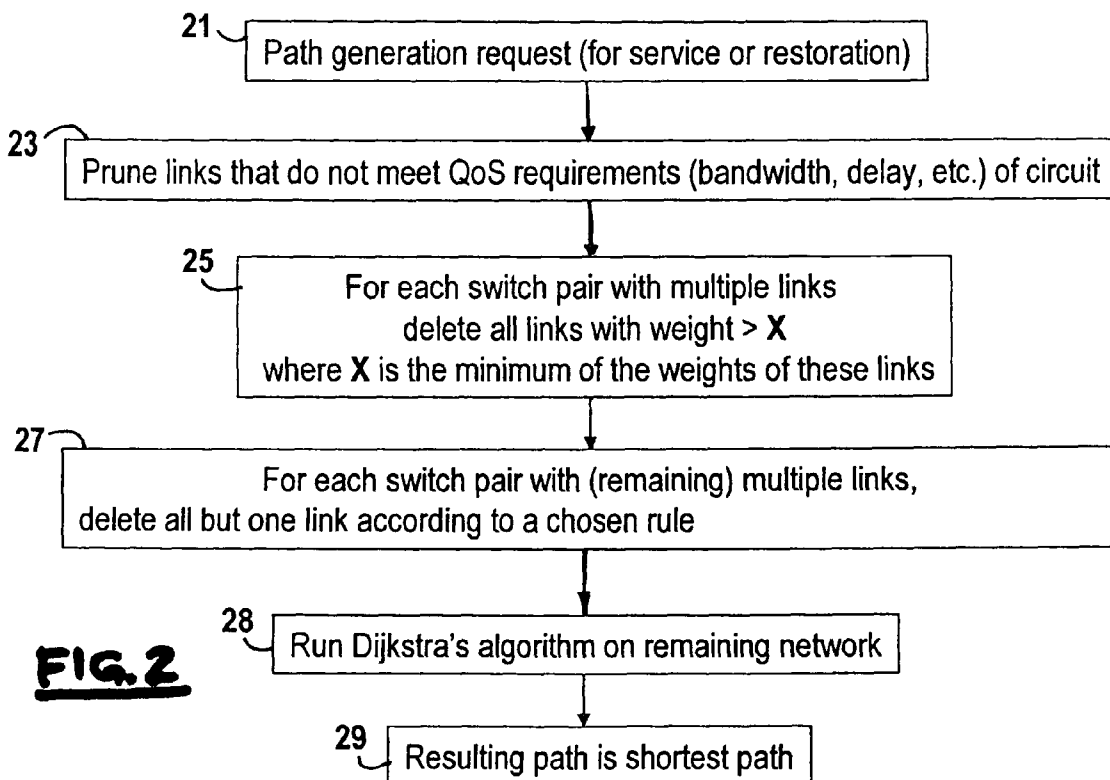 21
Path generation request (for service or restoration)
23
Prune links that do not meet QoS requirements (bandwidth, delay, etc.) of circuit
25
For each switch pair with multiple links
delete all links with weight > X
where X is the minimum of the weights of these links
27
For each switch pair with (remaining) multiple links,
delete all but one link according to a chosen rule
28
Run Dijkstra's algorithm on remaining network
FIG. 2
29
Resulting path is shortest path